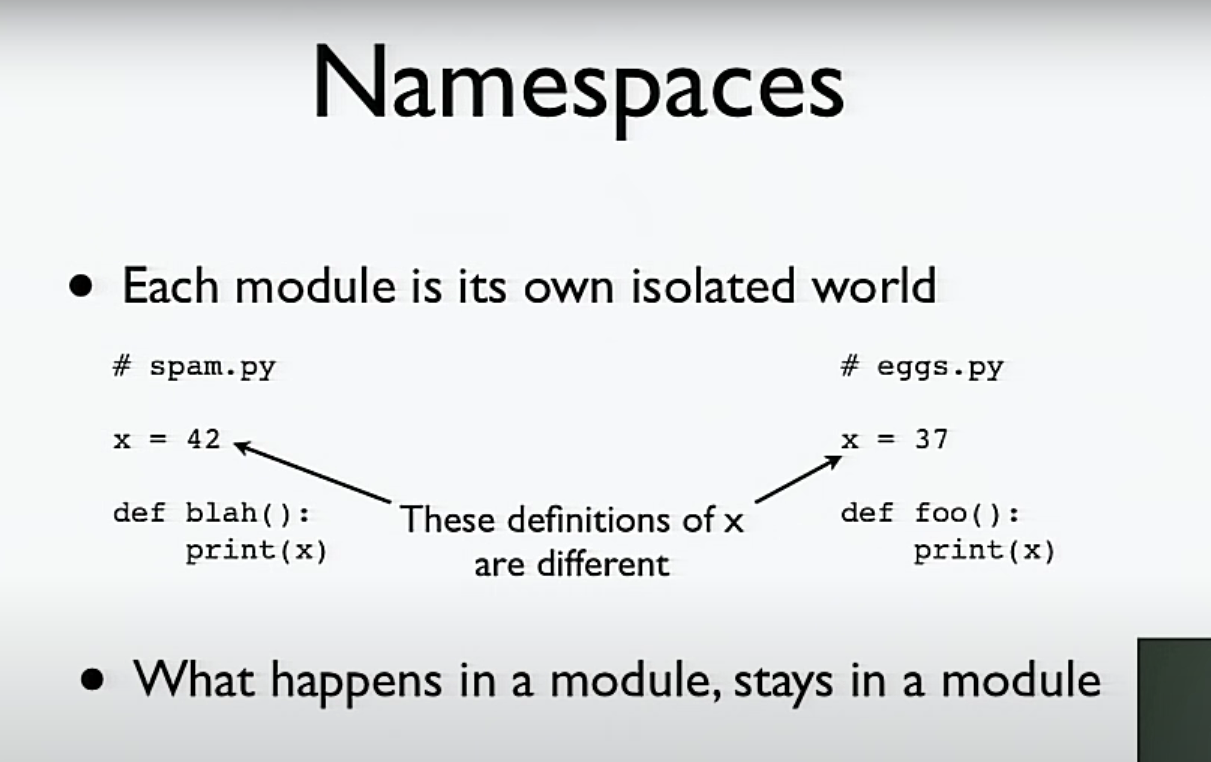 Namespaces
• Each module is its own isolated world
# spam.py
x = 42
def blah():
    print(x)
These definitions of x
are different
# eggs.py
x = 37
def foo():
    print(x)
• What happens in a module, stays in a module